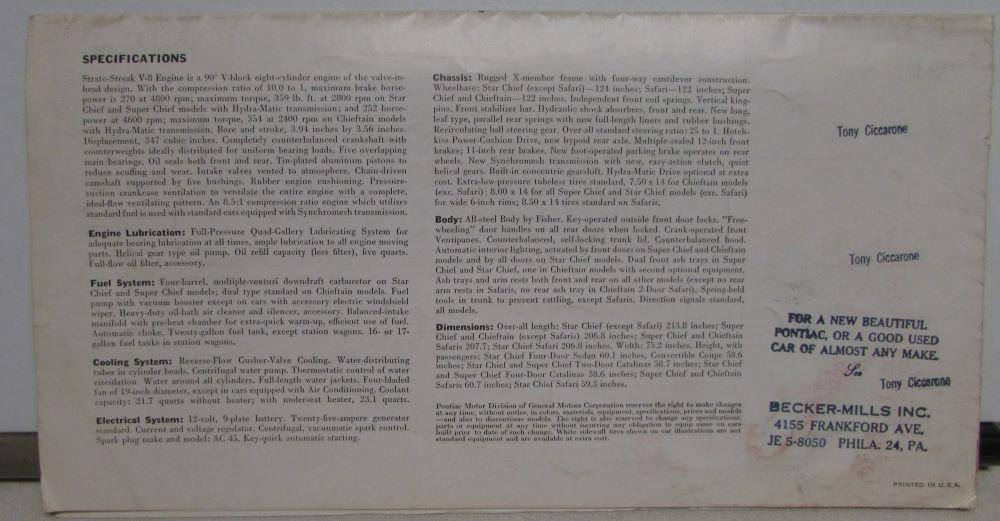 SPECIFICATIONS
Strato-Streak V-8 Engine is a 90° V-block eight-cylinder engine of the valve-in-
head design. With the compression ratio of 10.0 to 1, maximum brake horse-
power is 270 at 4800 rpm; maximum torque, 359 lb. ft. at 2800 rpm on Star
Chief and Super Chief models with Hydra-Matic transmission; and 252 horse-
power at 4600 rpm; maximum torque, 354 at 2400 rpm on Chieftain models
with Hydra-Matic transmission. Bore and stroke, 3.94 inches by 3.56 inches.
Displacement, 347 cubic inches. Completely counterbalanced crankshaft with
counterweights ideally distributed for uniform bearing loads. Five overlapping
main bearings. Oil seals both front and rear. Tin-plated aluminum pistons to
reduce scuffing and wear. Intake valves vented to atmosphere. Chain-driven
camshaft supported by five bushings. Rubber engine cushioning. Pressure-
suction crankcase ventilation to ventilate the entire engine with a complete,
ideal-flow ventilating pattern. An 8.5:1 compression ratio engine which utilizes
standard fuel is used with standard cars equipped with Synchromesh transmission.
Engine Lubrication: Full-Pressure Quad-Gallery Lubricating System for
adequate bearing lubrication at all times, ample lubrication to all engine moving
parts. Helical gear type oil pump. Oil refill capacity (less filter), five quarts.
Full-flow oil filter, accessory.
Fuel System: Four-barrel, multiple-venturi downdraft carburetor on Star
Chief and Super Chief models; dual type standard on Chieftain models. Fuel
pump with vacuum booster except on cars with accessory electric windshield
wiper. Heavy-duty oil-bath air cleaner and silencer, accessory. Balanced-intake
manifold with pre-heat chamber for extra-quick warm-up, efficient use of fuel.
Automatic choke. Twenty-gallon fuel tank, except station wagons. 16- or 17-
gallon fuel tanks in station wagons.
Cooling System: Reverse-Flow Gusher-Valve Cooling. Water-distributing
tubes in cylinder heads. Centrifugal water pump. Thermostatic control of water
circulation. Water around all cylinders. Full-length water jackets. Four-bladed
fan of 19-inch diameter, except in cars equipped with Air Conditioning. Coolant
capacity: 21.7 quarts without heater; with underseat heater, 23.1 quarts.
Electrical System: 12-volt, 9-plate battery. Twenty-five-ampere generator
standard. Current and voltage regulator. Centrifugal, vacuumatic spark control.
Spark plug make and model: AC 45. Key-quick automatic starting.
Chassis: Rugged X-member frame with four-way cantilever construction.
Wheelbase: Star Chief (except Safari)—124 inches; Safari—122 inches; Super
Chief and Chieftain—122 inches. Independent front coil springs. Vertical king-
pins. Front stabilizer bar. Hydraulic shock absorbers, front and rear. New long,
leaf type, parallel rear springs with new full-length liners and rubber bushings.
Recirculating ball steering gear. Over-all standard steering ratio: 25 to 1. Hotch-
kiss Power-Cushion Drive, new hypoid rear axle. Multiple-sealed 12-inch front
brakes; 11-inch rear brakes. New foot-operated parking brake operates on rear
wheels. New Synchromesh transmission with new, easy-action clutch, quiet
helical gears. Built-in concentric gearshift. Hydra-Matic Drive optional at extra
cost. Extra-low-pressure tubeless tires standard, 7.50 x 14 for Chieftain models
(exc. Safari); 8.00 x 14 for all Super Chief and Star Chief models (exc. Safari)
for wide 6-inch rims; 8.50 x 14 tires standard on Safaris.
Body: All-steel Body by Fisher. Key-operated outside front door locks. "Free-
wheeling" door handles on all rear doors when locked. Crank-operated front
Ventipanes. Counterbalanced, self-locking trunk lid. Counterbalanced hood.
Automatic interior lighting, actuated by front doors on Super Chief and Chieftain
models and by all doors on Star Chief models. Dual front ash trays in Super
Chief and Star Chief, one in Chieftain models with second optional equipment.
Ash trays and arm rests both front and rear on all other models (except no rear
arm rests in Safaris, no rear ash tray in Chieftain 2-Door Safari). Spring-held
tools in trunk to prevent rattling, except Safaris. Direction signals standard,
all models.
Dimensions: Over-all length: Star Chief (except Safari) 213.8 inches; Super
Chief and Chieftain (except Safaris) 206.8 inches; Super Chief and Chieftain
Safaris 207.7; Star Chief Safari 206.8 inches. Width: 75.2 inches, Height, with
passengers: Star Chief Four-Door Sedan 60.1 inches, Convertible Coupe 58.6
inches; Star Chief and Super Chief Two-Door Catalinas 58.7 inches; Star Chief
and Super Chief Four-Door Catalinas 58.6 inches; Super Chief and Chieftain
Safaris 60.7 inches; Star Chief Safari 59.3 inches.
Pontiac Motor Division of General Motors Corporation reserves the right to make changes
at any time, without notice, in colors, materials, equipment, specifications, prices and models
and also to discontinue models. The right is also reserved to change any specifications,
parts or equipment at any time without incurring any obligation to equip same on cars
built prior to date of such change. White sidewall tires shown on car illustrations are not
standard equipment and are available at extra cost.
Tony Ciccarone
Tony Ciccarone
FOR A NEW BEAUTIFUL
PONTIAC, OR A GOOD USED
CAR OF ALMOST ANY MAKE.
See
Tony Ciccarone
BECKER-MILLS INC.
4155 FRANKFORD AVE.
JE 5-8050 PHILA. 24, PA.
PRINTED IN U.S.A.